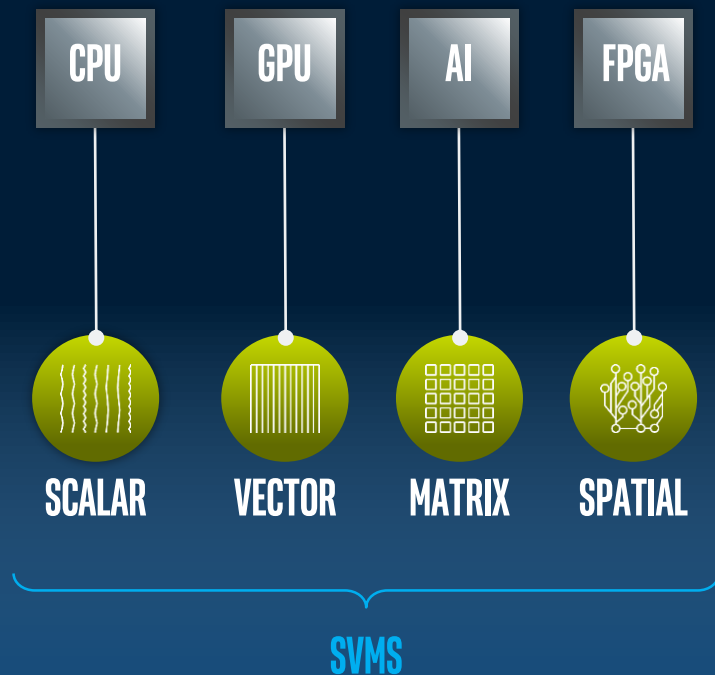 CPU GPU AI FPGA
SCALAR VECTOR MATRIX SPATIAL
SVMS